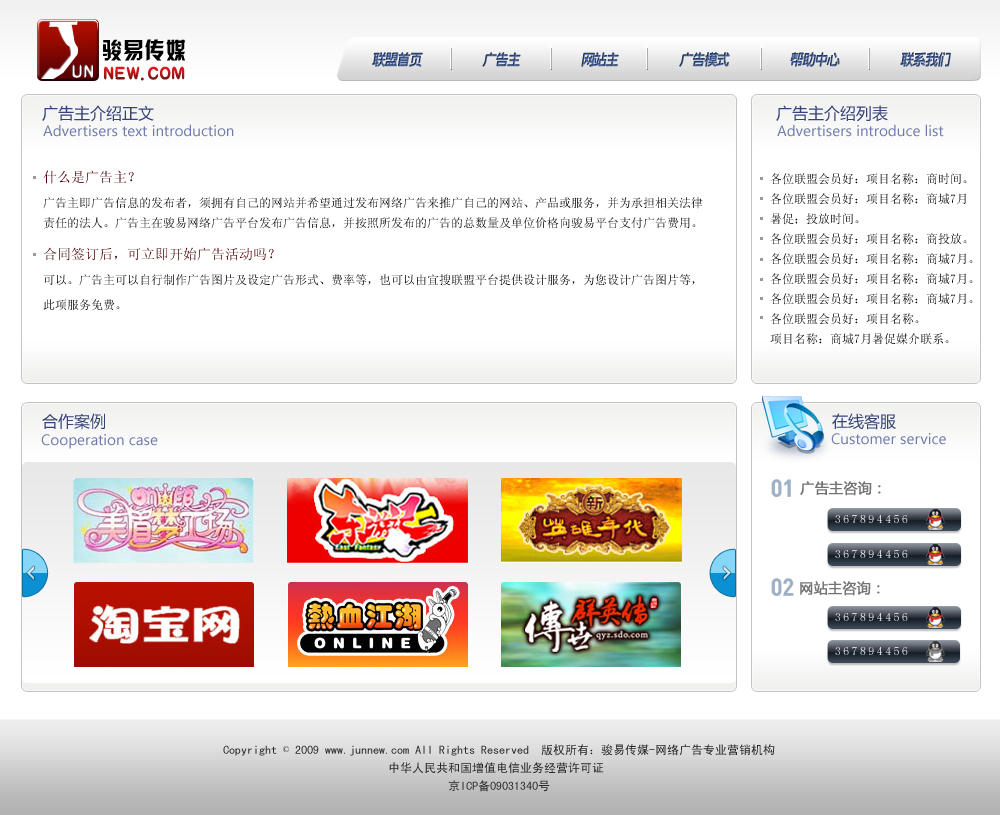 JUN
骏易传媒
NEW.COM
联盟首页
广告主
网站主
广告模式
帮助中心
联系我们
广告主介绍正文
Advertisers text introduction
什么是广告主?
广告主即广告信息的发布者，须拥有自己的网站并希望通过发布网络广告来推广自己的网站、产品或服务，并为承担相关法律
责任的法人。广告主在骏易网络广告平台发布广告信息，并按照所发布的广告的总数量及单位价格向骏易平台支付广告费用。
合同签订后，可立即开始广告活动吗?
可以。广告主可以自行制作广告图片及设定广告形式、费率等，也可以由宜搜联盟平台提供设计服务，为您设计广告图片等，
此项服务免费。
广告主介绍列表
Advertisers introduce list
各位联盟会员好：项目名称：商时间。
各位联盟会员好：项目名称：商城7月
暑促：投放时间。
各位联盟会员好：项目名称：商投放。
各位联盟会员好：项目名称：商城7月。
各位联盟会员好：项目名称：商城7月。
各位联盟会员好：项目名称：商城7月。
各位联盟会员好：项目名称。
项目名称：商城7月暑促媒介联系。
合作案例
Cooperation case
东游记
Last Fantasy
新
英雄年代
淘宝网
熱血江湖
ONLINE
傳世群英传
qyz.sdo.com
在线客服
Customer service
01 广告主咨询：
367894456
367894456
02 网站主咨询：
367894456
367894456
Copyright © 2009 www.junnew.com All Rights Reserved 版权所有：骏易传媒-网络广告专业营销机构
中华人民共和国增值电信业务经营许可证
京ICP备09031340号